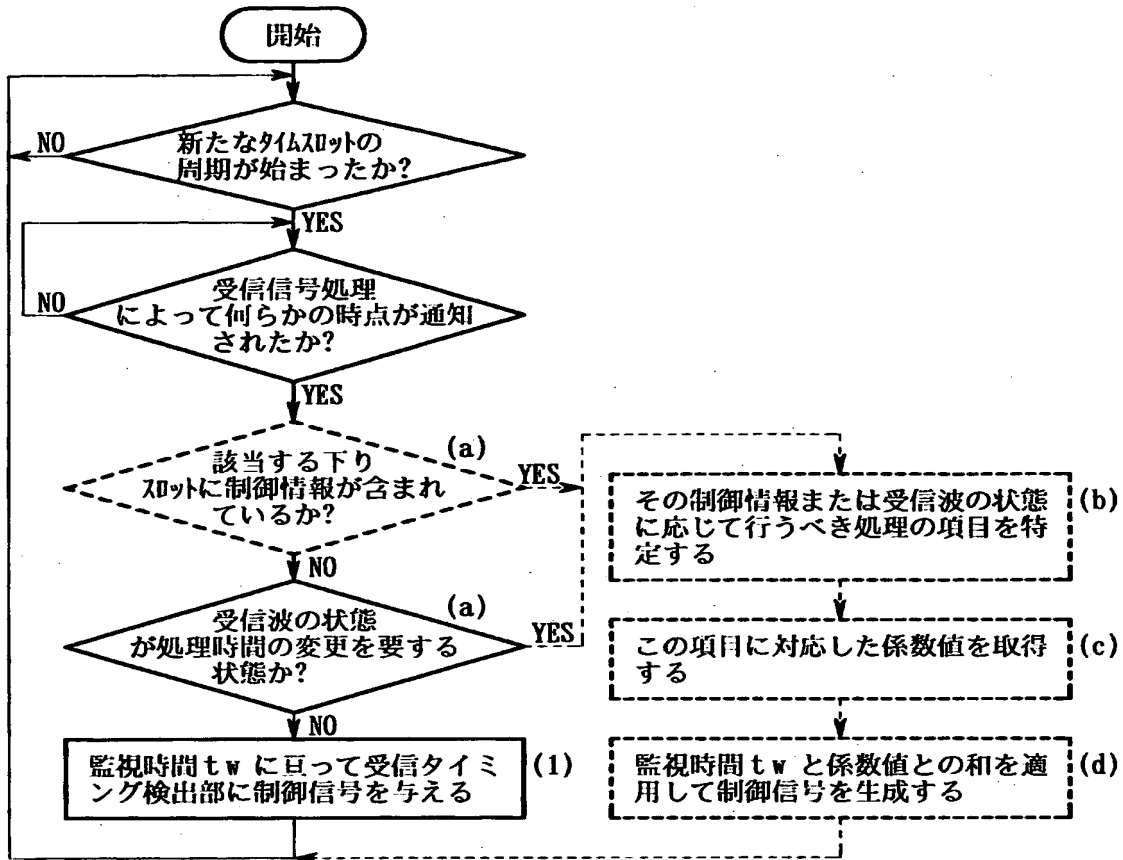 開始
NO
新たなタイムスロットの
周期が始まったか?
YES
NO
受信信号処理
によって何らかの時点が通知
されたか?
YES
(a)
該当する下り
スロットに制御情報が含まれ
ているか?
YES
NO
(a)
受信波の状態
が処理時間の変更を要する
状態か?
YES
NO
監視時間tw に亘って受信タイミ
ング検出部に制御信号を与える
(1)
その制御情報または受信波の状態
に応じて行うべき処理の項目を特
定する
(b)
この項目に対応した係数値を取得
する
(c)
監視時間tw と係数値との和を適
用して制御信号を生成する
(d)